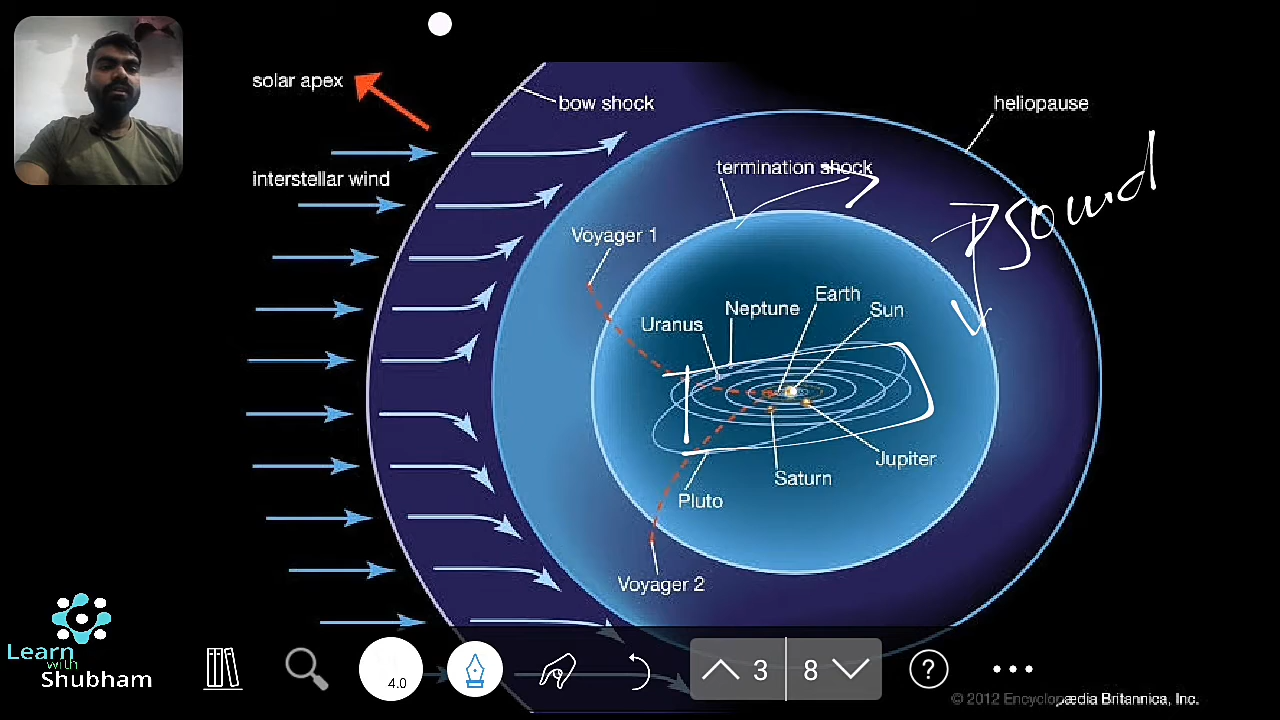 solar apex
bow shock
heliopause
termination shock
interstellar wind
sound
Voyager 1
Earth
Neptune
Sun
Uranus
Jupiter
Saturn
Pluto
Voyager 2
Learn
with
Shubham
4.0
3
8
?
© 2012 Encyclopædia Britannica, Inc.